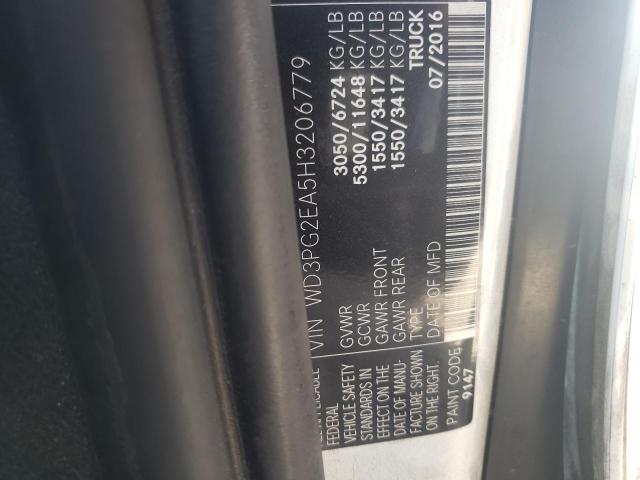 VIN WD3PG2EA5H3206779
GVWR 3050/6724 KG/LB
GCWR 5300/11648 KG/LB
GAWR FRONT 1550/3417 KG/LB
GAWR REAR 1550/3417 KG/LB
TYPE TRUCK
DATE OF MFD 07/2016
FEDERAL
VEHICLE SAFETY
STANDARDS IN
EFFECT ON THE
DATE OF MANU-
FACTURE SHOWN
ON THE RIGHT.
PAINT CODE
9147